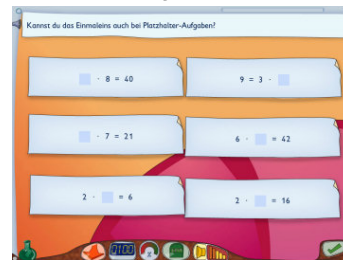 Kannst du das Einmaleins auch bei Platzhalter-Aufgaben?
· 8 = 40
9 = 3 ·
· 7 = 21
6 · = 42
2 · = 6
2 · = 16